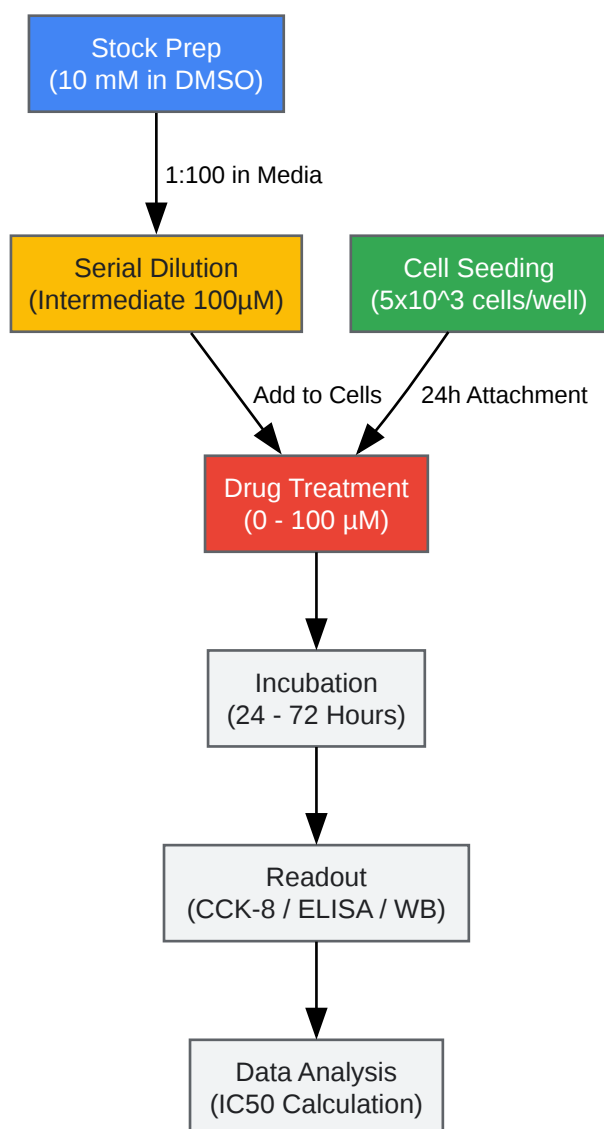 Stock Prep
(10 mM in DMSO)
1:100 in Media
Serial Dilution
(Intermediate 100µM)
Cell Seeding
(5x10^3 cells/well)
Add to Cells
24h Attachment
Drug Treatment
(0 - 100 µM)
Incubation
(24 - 72 Hours)
Readout
(CCK-8 / ELISA / WB)
Data Analysis
(IC50 Calculation)